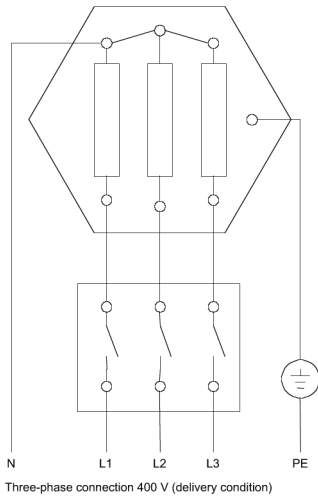 N L1 L2 L3 PE
Three-phase connection 400 V (delivery condition)